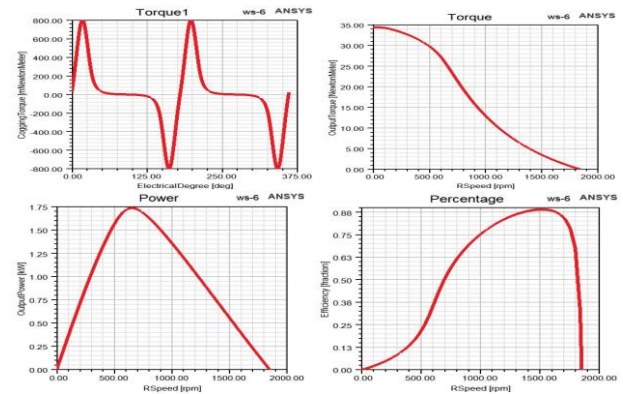 Torque1 ws-6 ANSYS
800.00
600.00
400.00
200.00
0.00
-200.00
-400.00
-600.00
-800.00
CoggingTorque [mNewtonMeter]
0.00 125.00 250.00 375.00
Electrical Degree [deg]
Torque ws-6 ANSYS
35.00
30.00
25.00
20.00
15.00
10.00
5.00
0.00
OutputTorque [NewtonMeter]
0.00 500.00 1000.00 1500.00 2000.00
RSpeed [rpm]
Power ws-6 ANSYS
1.75
1.50
1.25
1.00
0.75
0.50
0.25
0.00
OutputPower [kW]
0.00 500.00 1000.00 1500.00 2000.00
RSpeed [rpm]
Percentage ws-6 ANSYS
0.88
0.75
0.63
0.50
0.38
0.25
0.13
0.00
Efficiency [fraction]
0.00 500.00 1000.00 1500.00 2000.00
RSpeed [rpm]